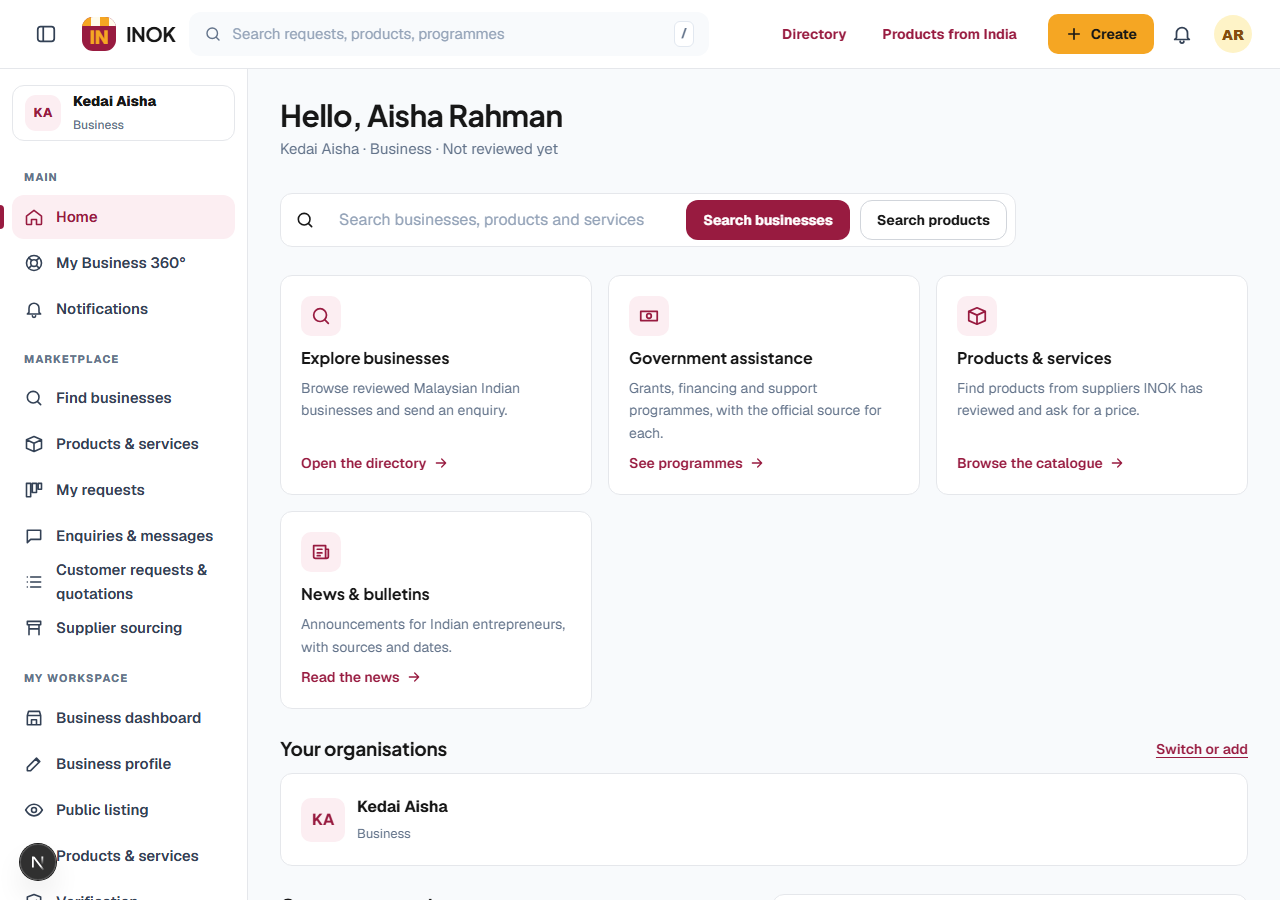 IN INOK
Search requests, products, programmes
/
Directory
Products from India
Create
AR
KA
Kedai Aisha
Business
MAIN
Home
My Business 360°
Notifications
MARKETPLACE
Find businesses
Products & services
My requests
Enquiries & messages
Customer requests &
quotations
Supplier sourcing
MY WORKSPACE
Business dashboard
Business profile
Public listing
Products & services
N
Hello, Aisha Rahman
Kedai Aisha · Business · Not reviewed yet
Search businesses, products and services
Search businesses
Search products
Explore businesses
Browse reviewed Malaysian Indian
businesses and send an enquiry.
Open the directory →
Government assistance
Grants, financing and support
programmes, with the official source for
each.
See programmes →
Products & services
Find products from suppliers INOK has
reviewed and ask for a price.
Browse the catalogue →
News & bulletins
Announcements for Indian entrepreneurs,
with sources and dates.
Read the news →
Your organisations
Switch or add
KA
Kedai Aisha
Business